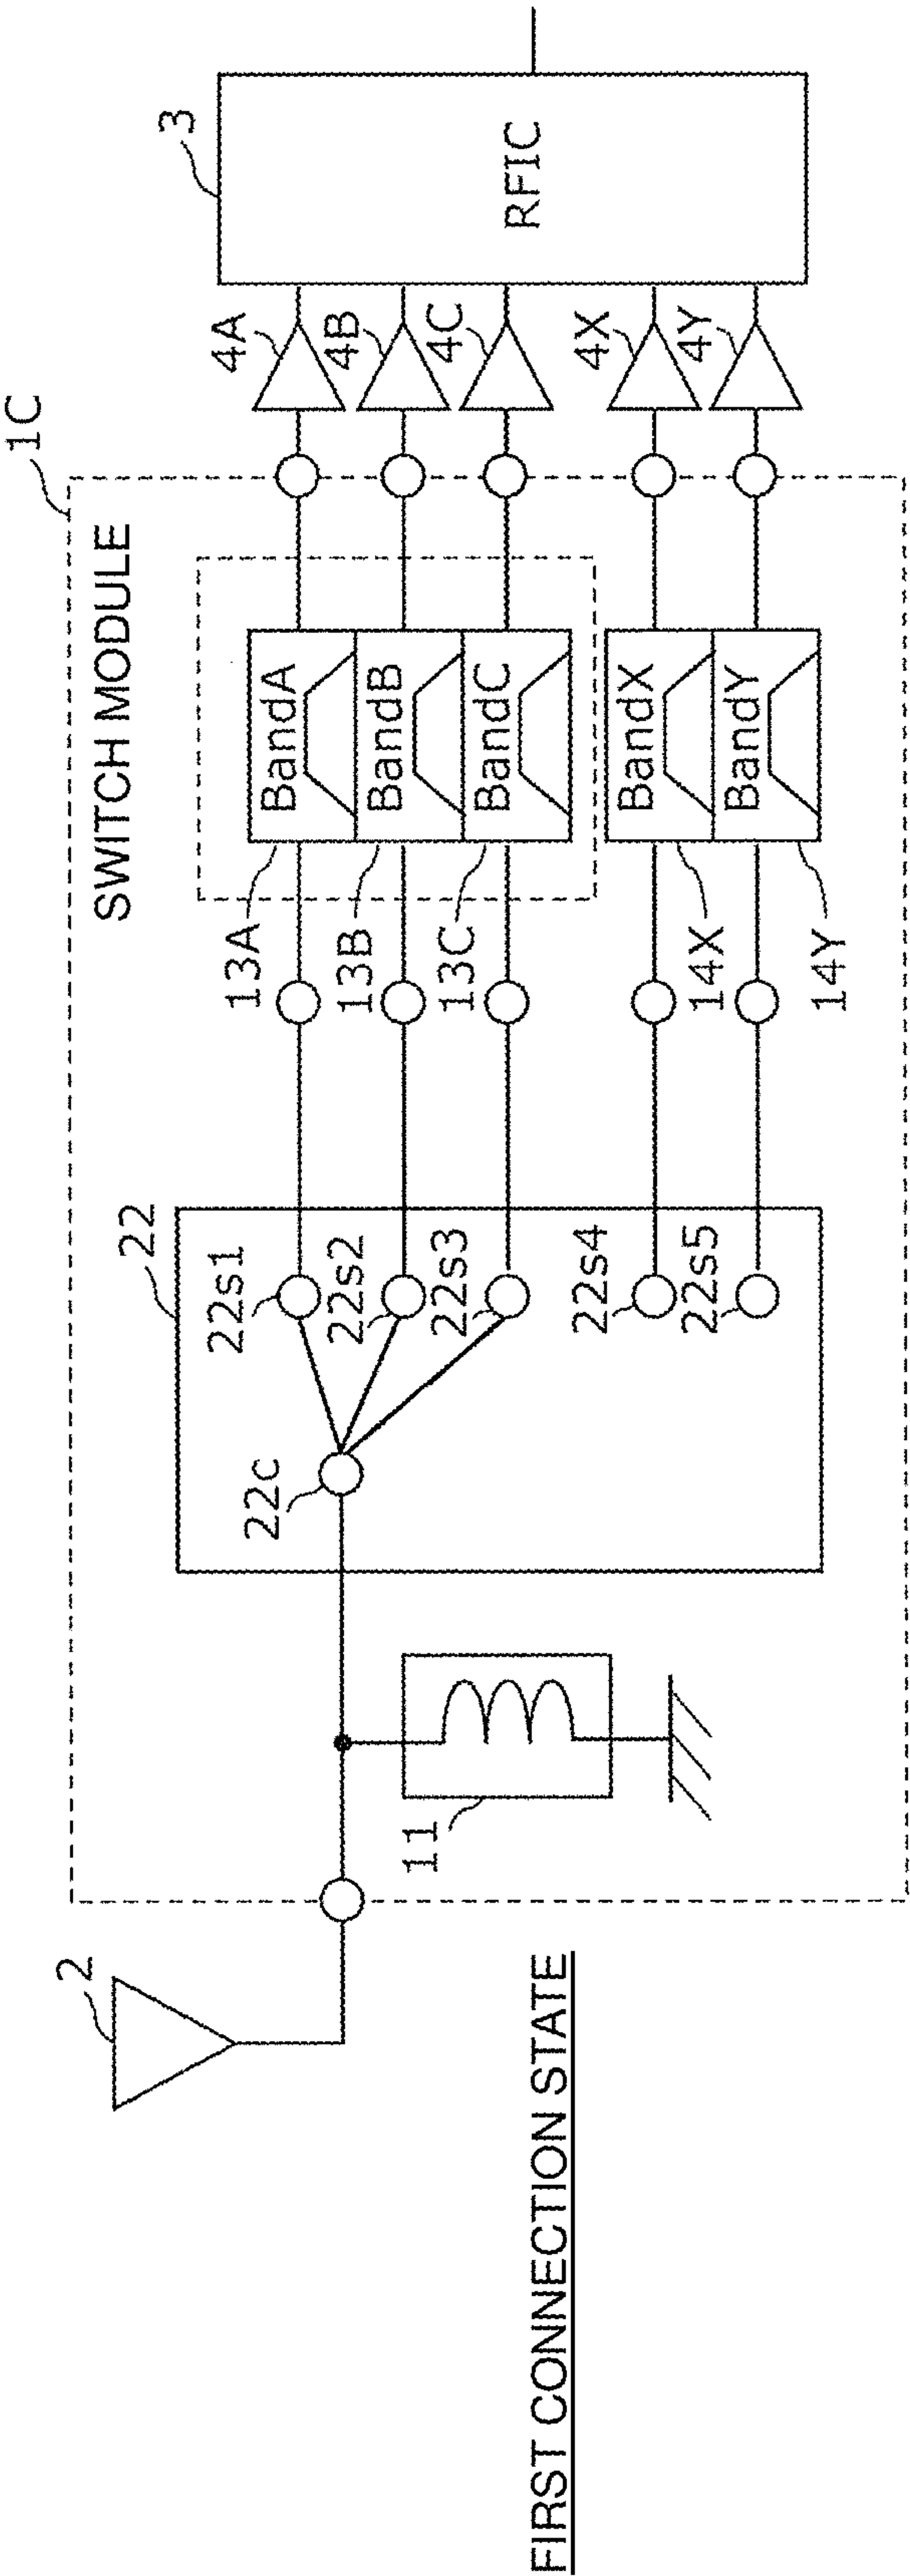 1C
SWITCH MODULE
2
11
22
22c
22s1
22s2
22s3
22s4
22s5
13A
13B
13C
14X
14Y
BandA
BandB
BandC
BandX
BandY
4A
4B
4C
4X
4Y
3
RFIC
FIRST CONNECTION STATE